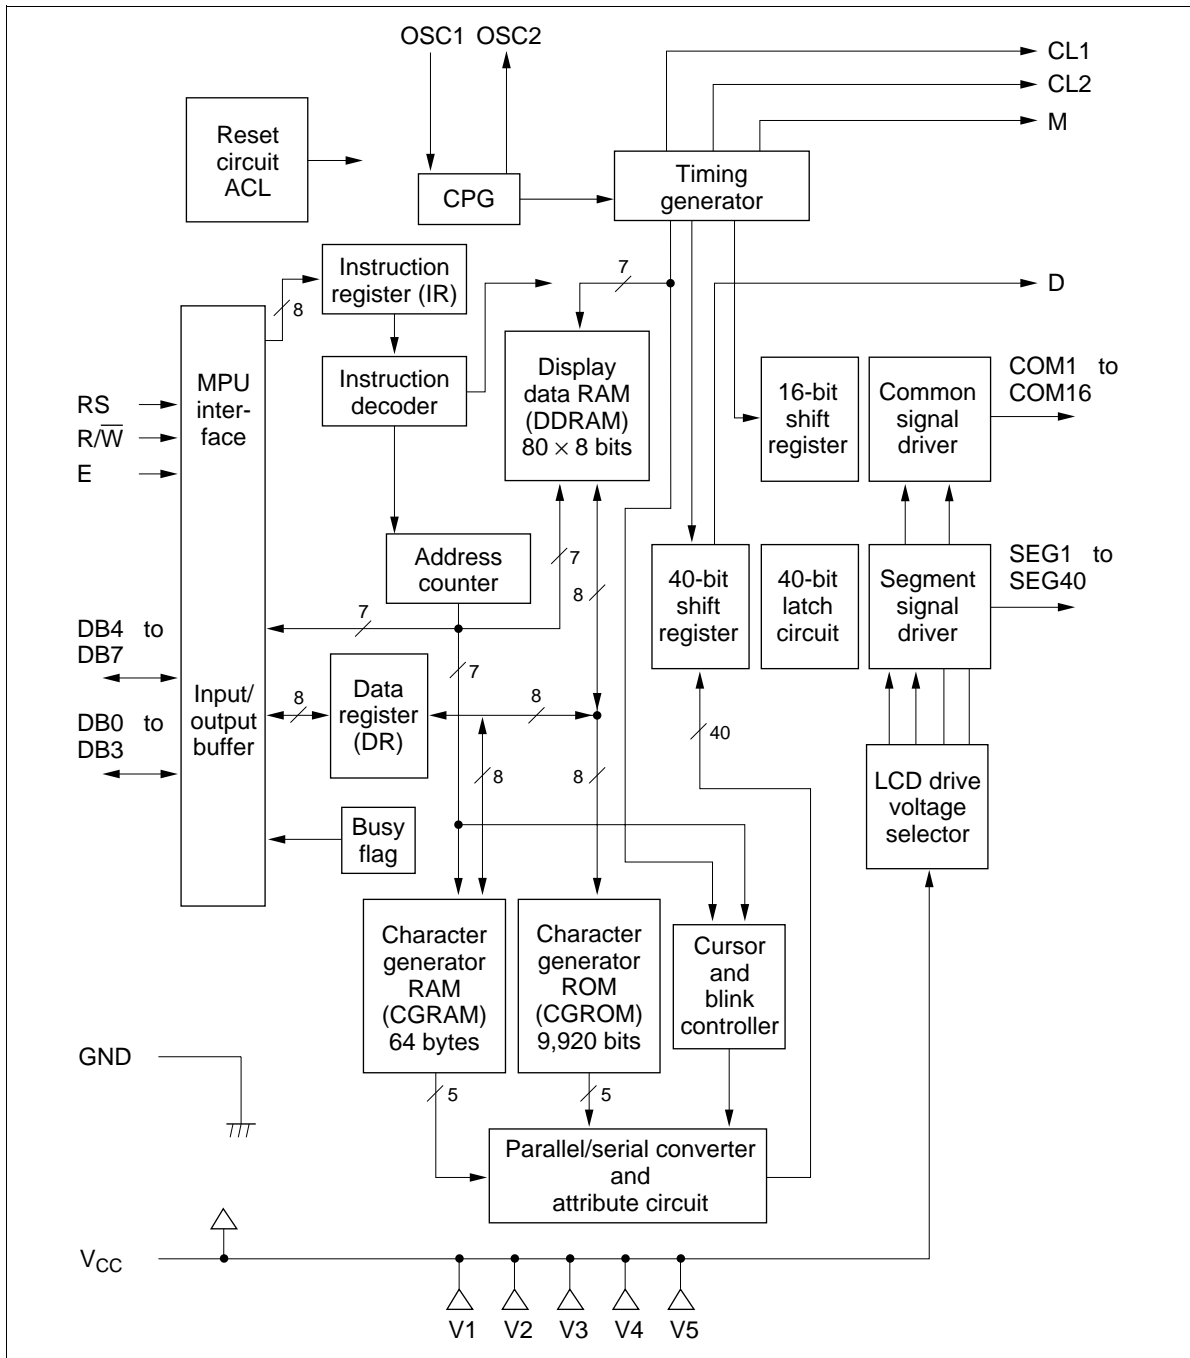 OSC1 OSC2
CL1
CL2
M
Reset
circuit
ACL
CPG
Timing
generator
Instruction
register (IR)
8
7
D
MPU
inter-
face
Instruction
decoder
Display
data RAM
(DDRAM)
80 × 8 bits
16-bit
shift
register
Common
signal
driver
COM1 to
COM16
RS
R/W̅
E
Address
counter
7
8
40-bit
shift
register
40-bit
latch
circuit
Segment
signal
driver
SEG1 to
SEG40
DB4 to
DB7
7
7
Input/
output
buffer
8
Data
register
(DR)
8
40
DB0 to
DB3
8
8
LCD drive
voltage
selector
Busy
flag
Character
generator
RAM
(CGRAM)
64 bytes
Character
generator
ROM
(CGROM)
9,920 bits
Cursor
and
blink
controller
GND
5
5
Parallel/serial converter
and
attribute circuit
VCC
V1 V2 V3 V4 V5